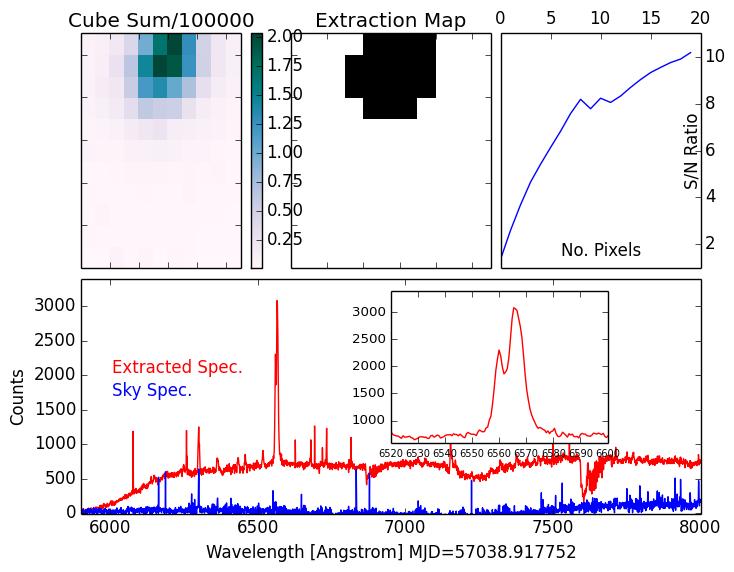 Cube Sum/100000
Extraction Map
0 5 10 15 20
2.00
1.75
1.50
1.25
1.00
0.75
0.50
0.25
10
8
6
4
2
S/N Ratio
No. Pixels
3000
2500
2000
1500
1000
500
0
Counts
Extracted Spec.
Sky Spec.
3000
2500
2000
1500
1000
6520 6530 6540 6550 6560 6570 6580 6590 6600
6000 6500 7000 7500 8000
Wavelength [Angstrom] MJD=57038.917752